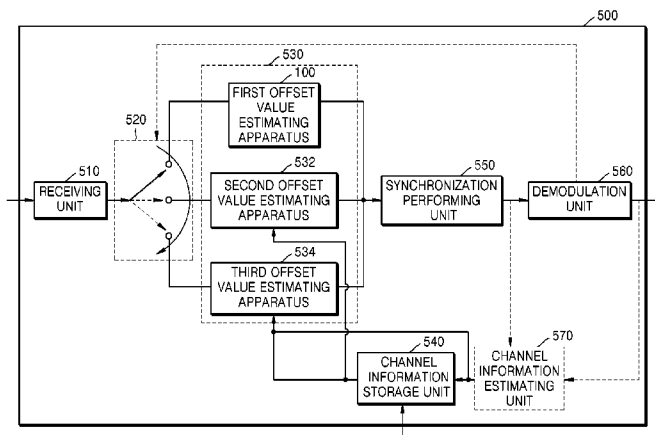 500
530
100
FIRST OFFSET
VALUE
ESTIMATING
APPARATUS
520
510
RECEIVING
UNIT
532
SECOND OFFSET
VALUE ESTIMATING
APPARATUS
550
SYNCHRONIZATION
PERFORMING
UNIT
560
DEMODULATION
UNIT
534
THIRD OFFSET
VALUE ESTIMATING
APPARATUS
540
CHANNEL
INFORMATION
STORAGE UNIT
570
CHANNEL
INFORMATION
ESTIMATING
UNIT